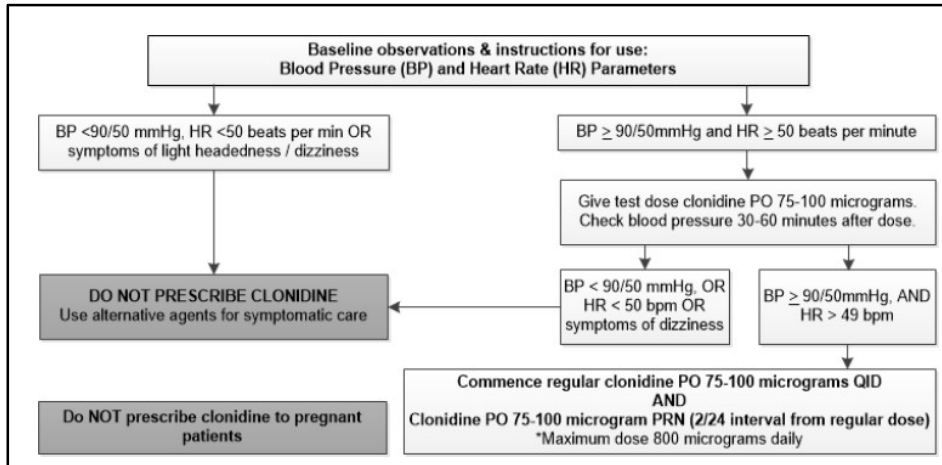 Baseline observations & instructions for use:
Blood Pressure (BP) and Heart Rate (HR) Parameters
BP <90/50 mmHg, HR <50 beats per min OR
symptoms of light headedness / dizziness
BP ≥ 90/50mmHg and HR ≥ 50 beats per minute
Give test dose clonidine PO 75-100 micrograms.
Check blood pressure 30-60 minutes after dose.
DO NOT PRESCRIBE CLONIDINE
Use alternative agents for symptomatic care
BP < 90/50 mmHg, OR
HR < 50 bpm OR
symptoms of dizziness
BP ≥ 90/50mmHg, AND
HR > 49 bpm
Commence regular clonidine PO 75-100 micrograms QID
AND
Clonidine PO 75-100 microgram PRN (2/24 interval from regular dose)
*Maximum dose 800 micrograms daily
Do NOT prescribe clonidine to pregnant
patients